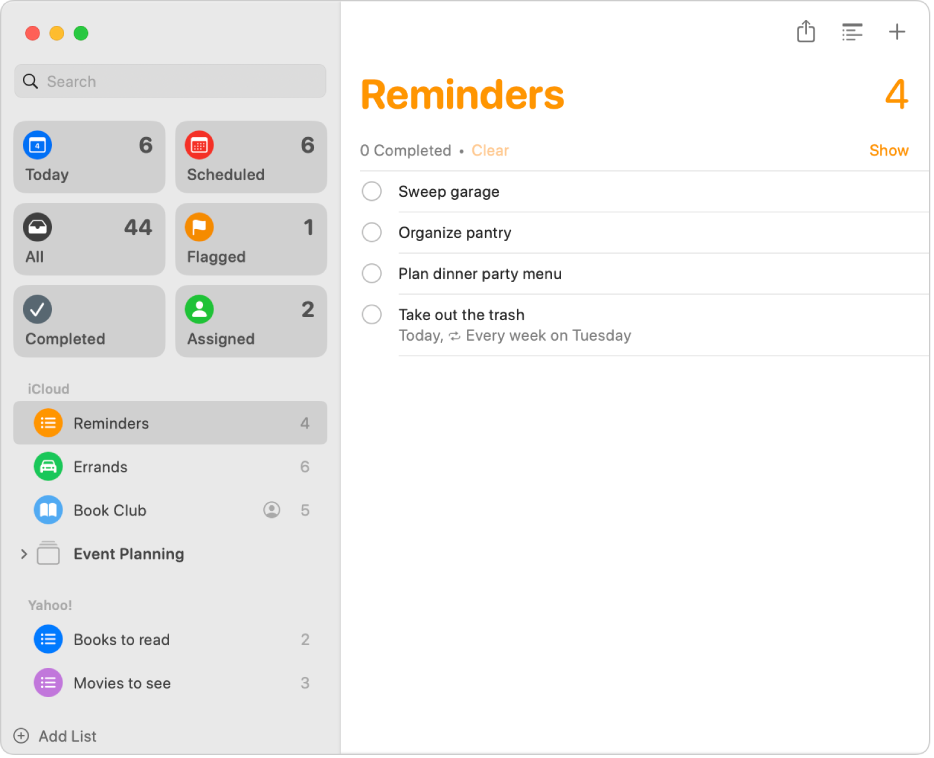 Search
4
6
Today
6
Scheduled
44
All
1
Flagged
Completed
2
Assigned
iCloud
Reminders 4
Errands 6
Book Club 5
Event Planning
Yahoo!
Books to read 2
Movies to see 3
Add List
Reminders 4
0 Completed • Clear Show
Sweep garage
Organize pantry
Plan dinner party menu
Take out the trash
Today, Every week on Tuesday